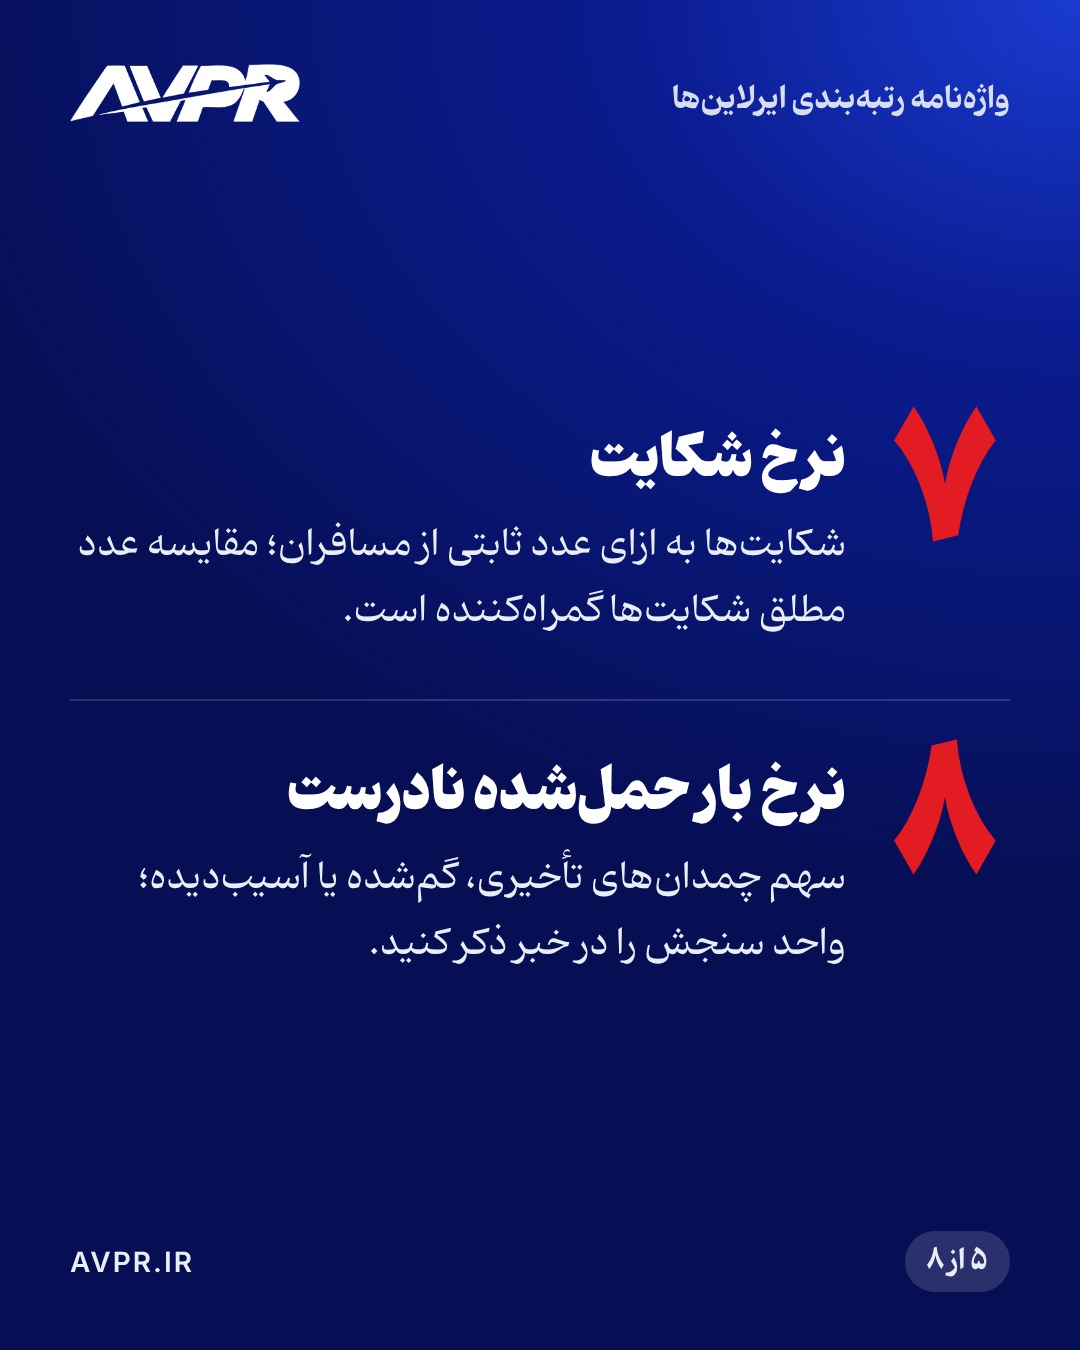 AVPR
واژه‌نامه رتبه‌بندی ایرلاین‌ها
۷
نرخ شکایت
شکایت‌ها به ازای عدد ثابتی از مسافران؛ مقایسه عدد
مطلق شکایت‌ها گمراه‌کننده است.
۸
نرخ بار حمل‌شده نادرست
سهم چمدان‌های تأخیری، گم‌شده یا آسیب‌دیده؛
واحد سنجش را در خبر ذکر کنید.
AVPR.IR
۵ از ۸